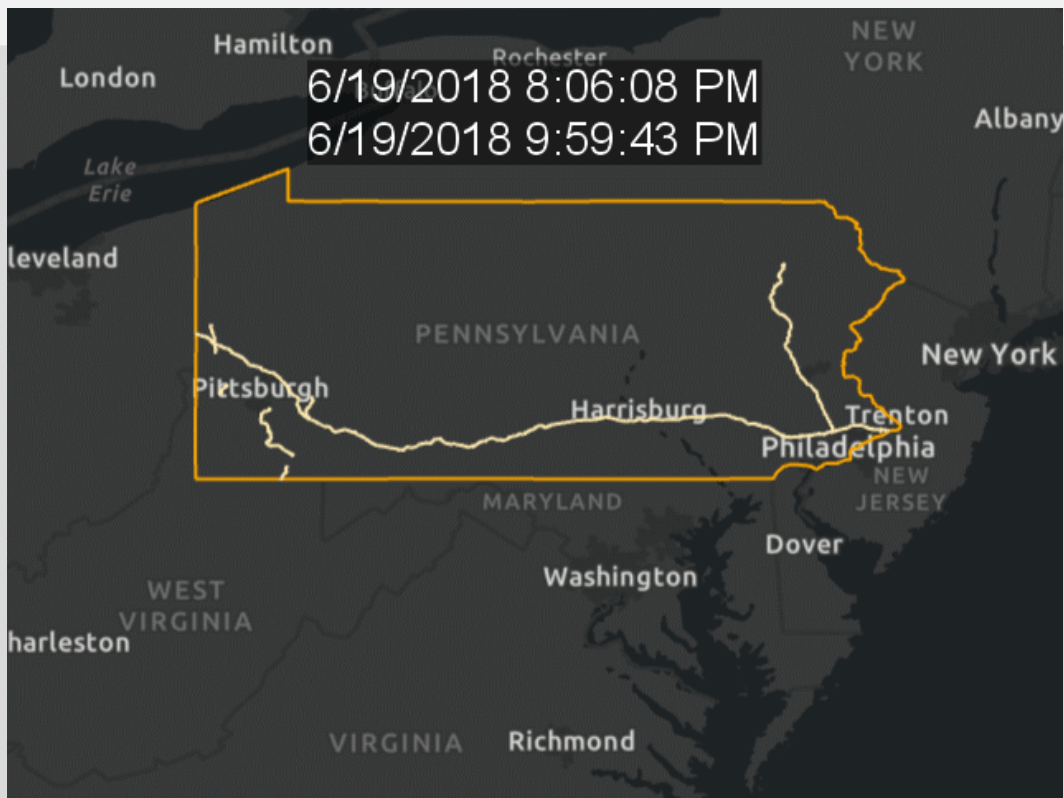 Hamilton
NEW
YORK
Rochester
London
6/19/2018 8:06:08 PM
Buffalo
6/19/2018 9:59:43 PM
Albany
Lake
Erie
leveland
PENNSYLVANIA
New York
Pittsburgh
Harrisburg
Trenton
Philadelphia
NEW
JERSEY
MARYLAND
Dover
Washington
WEST
VIRGINIA
harleston
VIRGINIA
Richmond